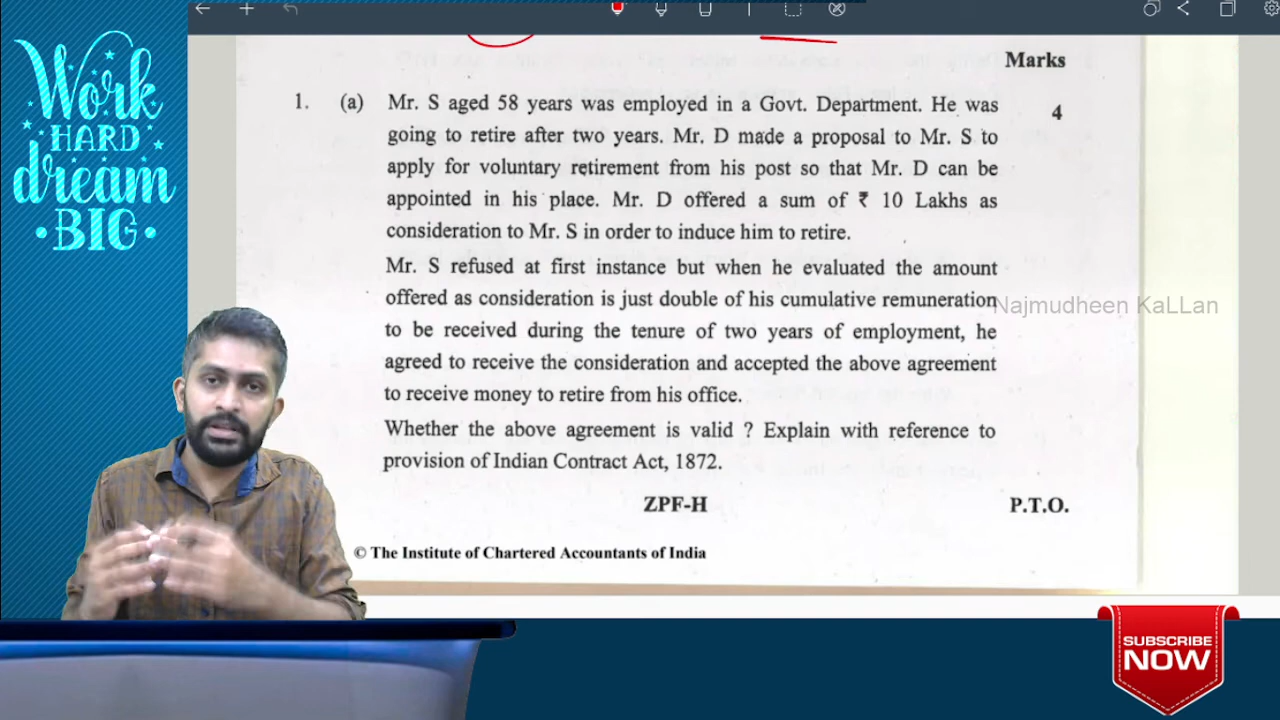 Work
HARD
dream
BIG
Marks
1. (a) Mr. S aged 58 years was employed in a Govt. Department. He was 4
going to retire after two years. Mr. D made a proposal to Mr. S to
apply for voluntary retirement from his post so that Mr. D can be
appointed in his place. Mr. D offered a sum of ₹ 10 Lakhs as
consideration to Mr. S in order to induce him to retire.
Mr. S refused at first instance but when he evaluated the amount
offered as consideration is just double of his cumulative remuneration
to be received during the tenure of two years of employment, he
agreed to receive the consideration and accepted the above agreement
to receive money to retire from his office.
Whether the above agreement is valid ? Explain with reference to
provision of Indian Contract Act, 1872.
ZPF-H P.T.O.
© The Institute of Chartered Accountants of India
Najmudheen KaLLan
SUBSCRIBE
NOW